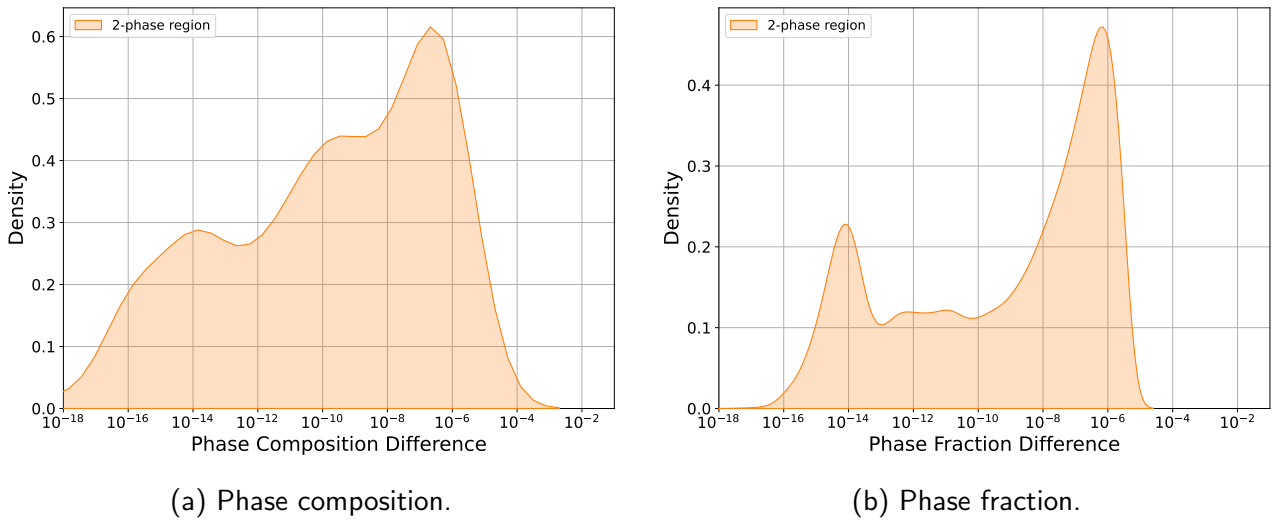 2-phase region
0.6
0.5
0.4
0.3
0.2
0.1
0.0
Density
10^{-18} 10^{-16} 10^{-14} 10^{-12} 10^{-10} 10^{-8} 10^{-6} 10^{-4} 10^{-2}
Phase Composition Difference
(a) Phase composition.
2-phase region
0.4
0.3
0.2
0.1
0.0
Density
10^{-18} 10^{-16} 10^{-14} 10^{-12} 10^{-10} 10^{-8} 10^{-6} 10^{-4} 10^{-2}
Phase Fraction Difference
(b) Phase fraction.